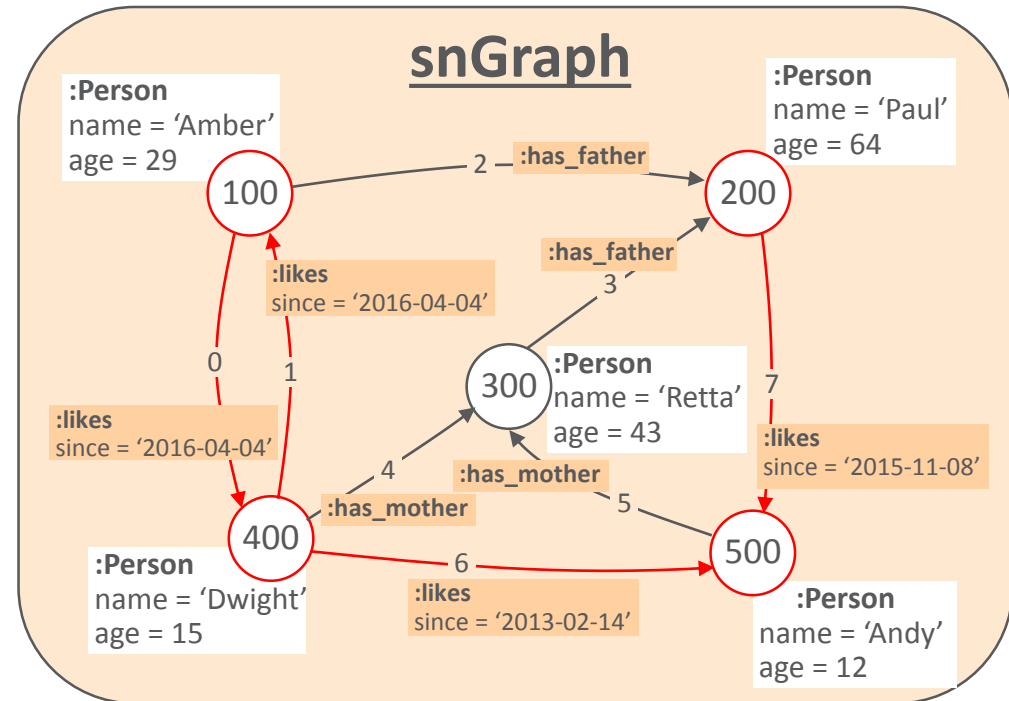 snGraph
:Person
name = ‘Amber’
age = 29
:Person
name = ‘Paul’
age = 64
2
:has_father
100
200
:has_father
:likes
since = ‘2016-04-04’
3
0
1
300
:Person
name = ‘Retta’
age = 43
7
:likes
since = ‘2016-04-04’
:likes
since = ‘2015-11-08’
4
:has_mother
:has_mother
5
400
500
6
:Person
name = ‘Dwight’
age = 15
:likes
since = ‘2013-02-14’
:Person
name = ‘Andy’
age = 12